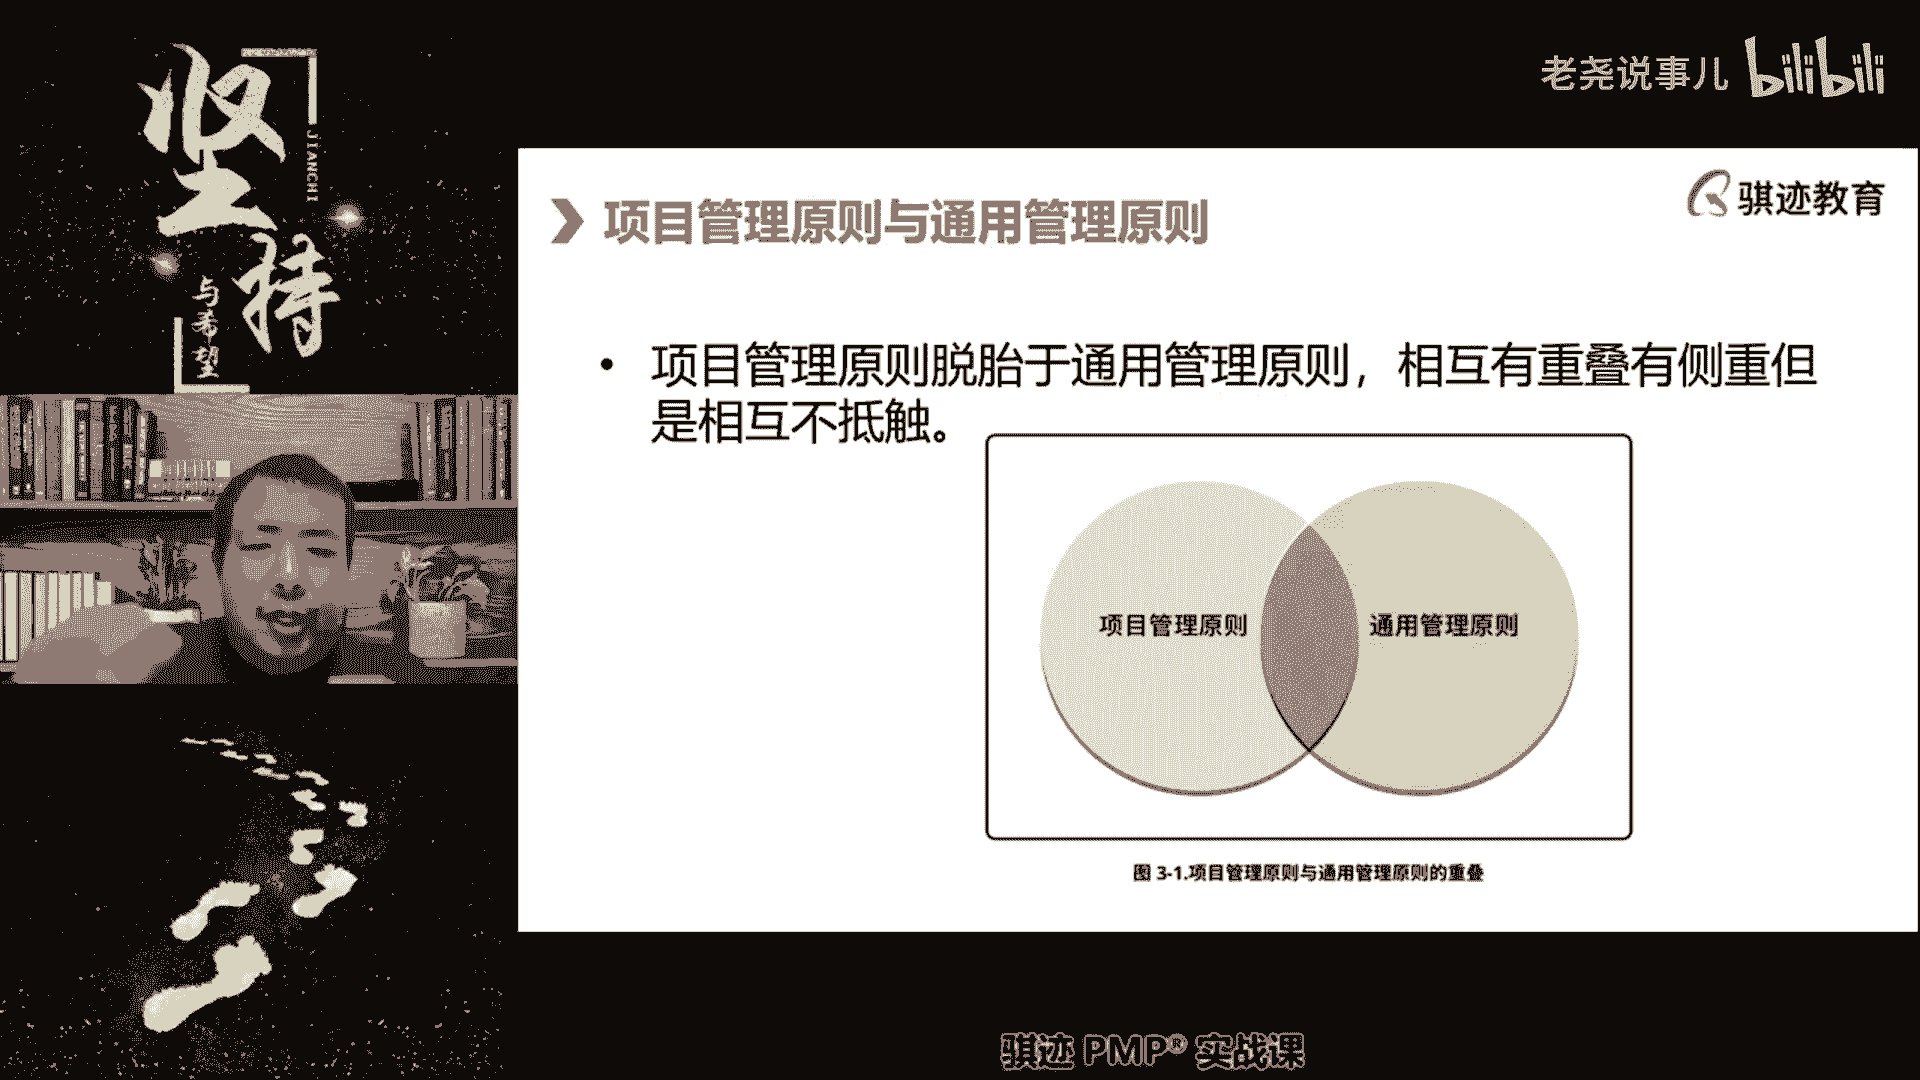 坚持
JIANCHI
与希望
老尧说事儿 bilibili
骐迹教育
项目管理原则与通用管理原则
• 项目管理原则脱胎于通用管理原则，相互有重叠有侧重但
是相互不抵触。
项目管理原则
通用管理原则
图 3-1.项目管理原则与通用管理原则的重叠
骐迹 PMP® 实战课